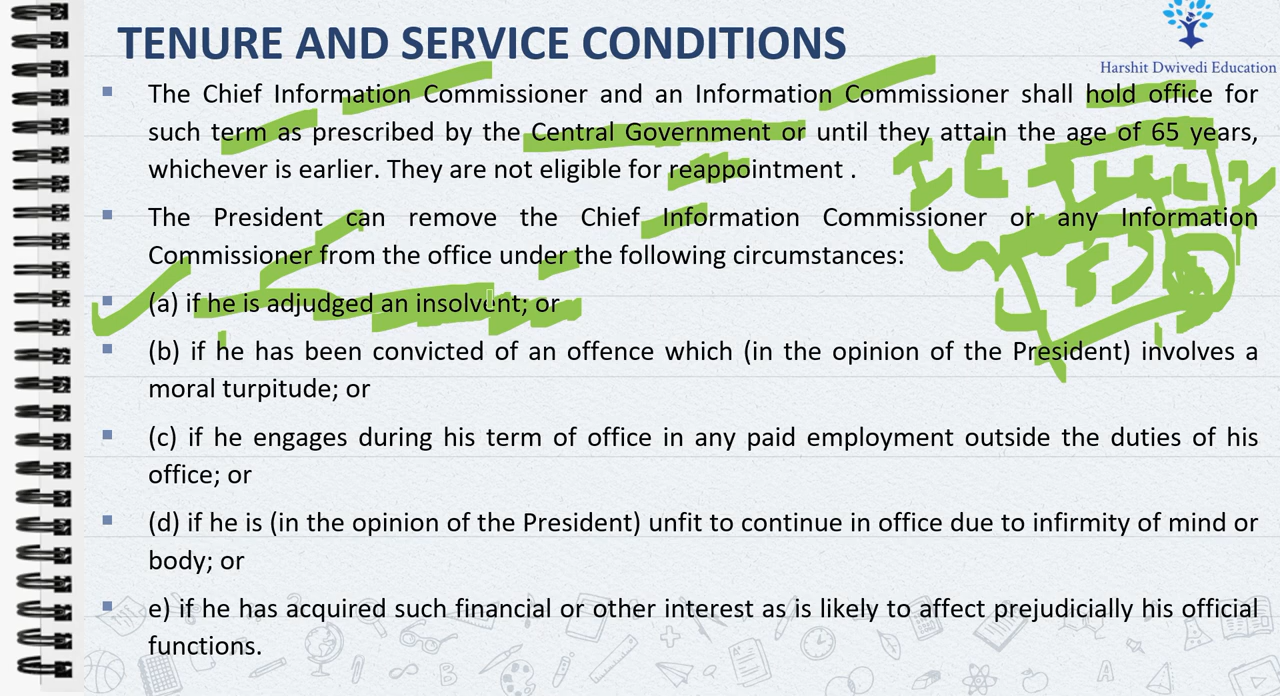 TENURE AND SERVICE CONDITIONS
Harshit Dwivedi Education
The Chief Information Commissioner and an Information Commissioner shall hold office for
such term as prescribed by the Central Government or until they attain the age of 65 years,
whichever is earlier. They are not eligible for reappointment .
The President can remove the Chief Information Commissioner or any Information
Commissioner from the office under the following circumstances:
(a) if he is adjudged an insolvent; or
(b) if he has been convicted of an offence which (in the opinion of the President) involves a
moral turpitude; or
(c) if he engages during his term of office in any paid employment outside the duties of his
office; or
(d) if he is (in the opinion of the President) unfit to continue in office due to infirmity of mind or
body; or
e) if he has acquired such financial or other interest as is likely to affect prejudicially his official
functions.